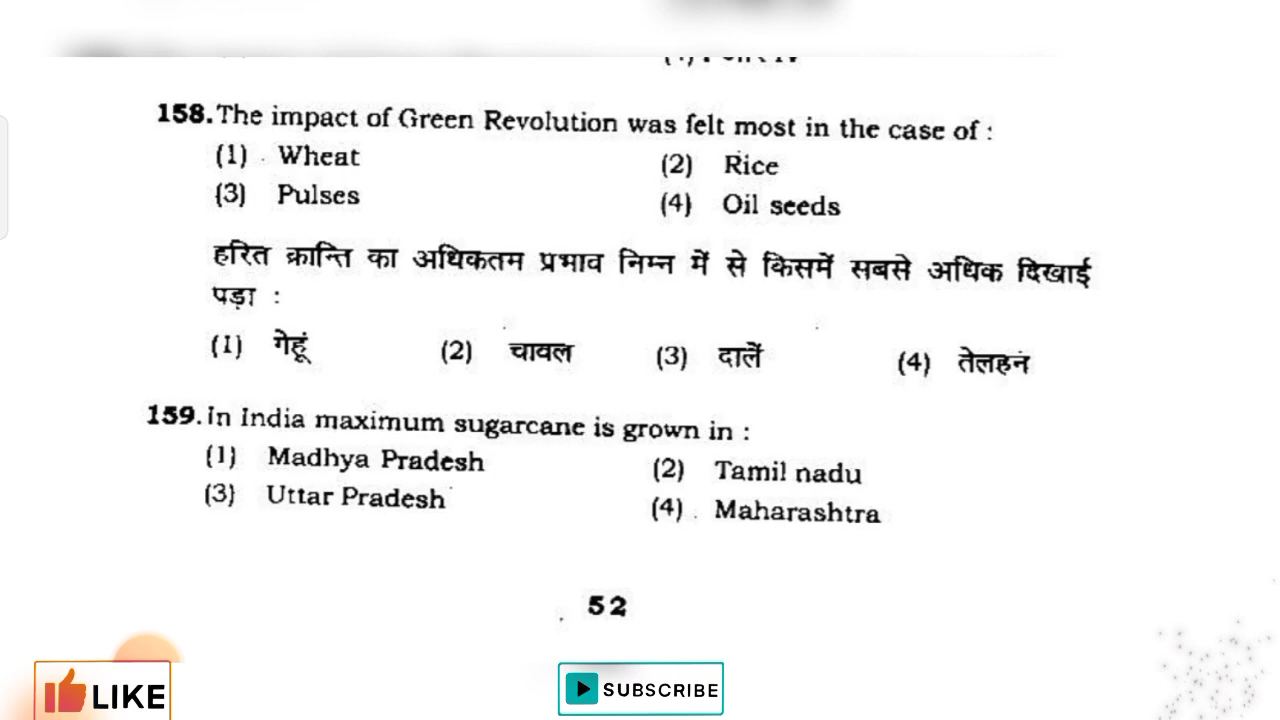 158. The impact of Green Revolution was felt most in the case of :
(1) Wheat (2) Rice
(3) Pulses (4) Oil seeds
हरित क्रान्ति का अधिकतम प्रभाव निम्न में से किसमें सबसे अधिक दिखाई
पड़ा :
(1) गेहूं (2) चावल (3) दालें (4) तेलहन
159. In India maximum sugarcane is grown in :
(1) Madhya Pradesh (2) Tamil nadu
(3) Uttar Pradesh (4) Maharashtra
52
LIKE SUBSCRIBE